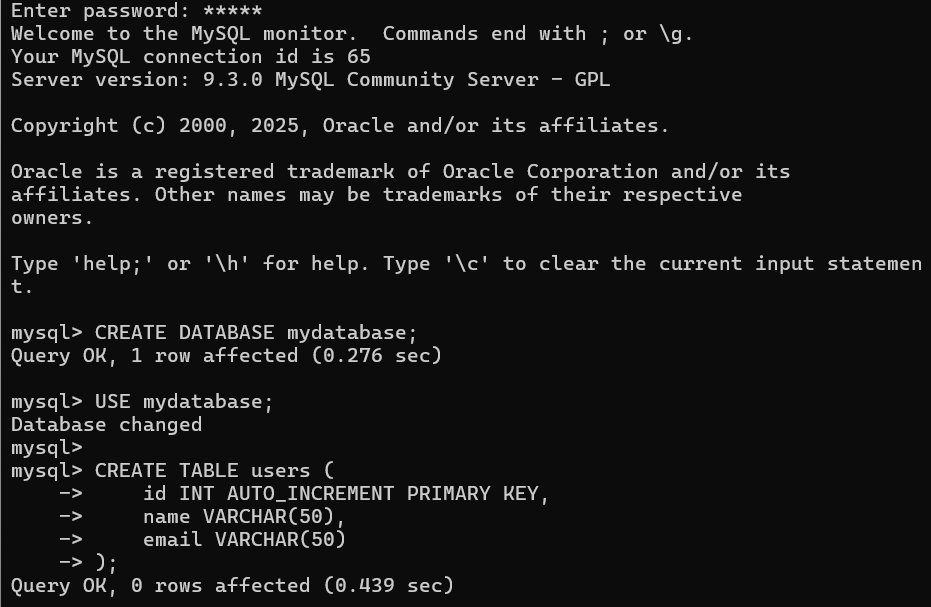 Enter password: *****
Welcome to the MySQL monitor.  Commands end with ; or \g.
Your MySQL connection id is 65
Server version: 9.3.0 MySQL Community Server - GPL

Copyright (c) 2000, 2025, Oracle and/or its affiliates.

Oracle is a registered trademark of Oracle Corporation and/or its
affiliates. Other names may be trademarks of their respective
owners.

Type 'help;' or '\h' for help. Type '\c' to clear the current input statemen
t.

mysql> CREATE DATABASE mydatabase;
Query OK, 1 row affected (0.276 sec)

mysql> USE mydatabase;
Database changed
mysql>
mysql> CREATE TABLE users (
    ->     id INT AUTO_INCREMENT PRIMARY KEY,
    ->     name VARCHAR(50),
    ->     email VARCHAR(50)
    -> );
Query OK, 0 rows affected (0.439 sec)